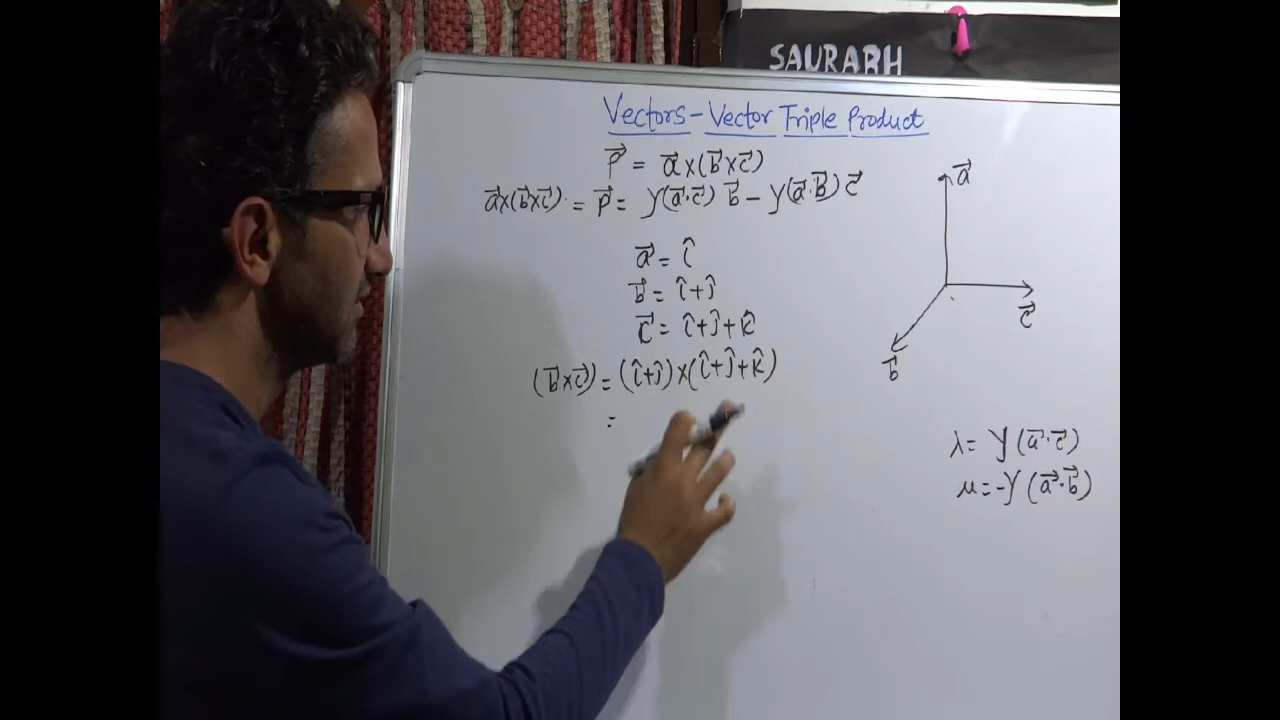 SAURABH
Vectors - Vector Triple Product
P⃗ = a⃗×(b⃗×c⃗)
a⃗×(b⃗×c⃗) = P⃗ = γ(a⃗·c⃗) b⃗ - γ(a⃗·b⃗) c⃗
a⃗ = î
b⃗ = î+ĵ
c⃗ = î+ĵ+k̂
(b⃗×c⃗) = (î+ĵ)×(î+ĵ+k̂)
=
a⃗
c⃗
b⃗
λ = γ(a⃗·c⃗)
μ = -γ(a⃗·b⃗)